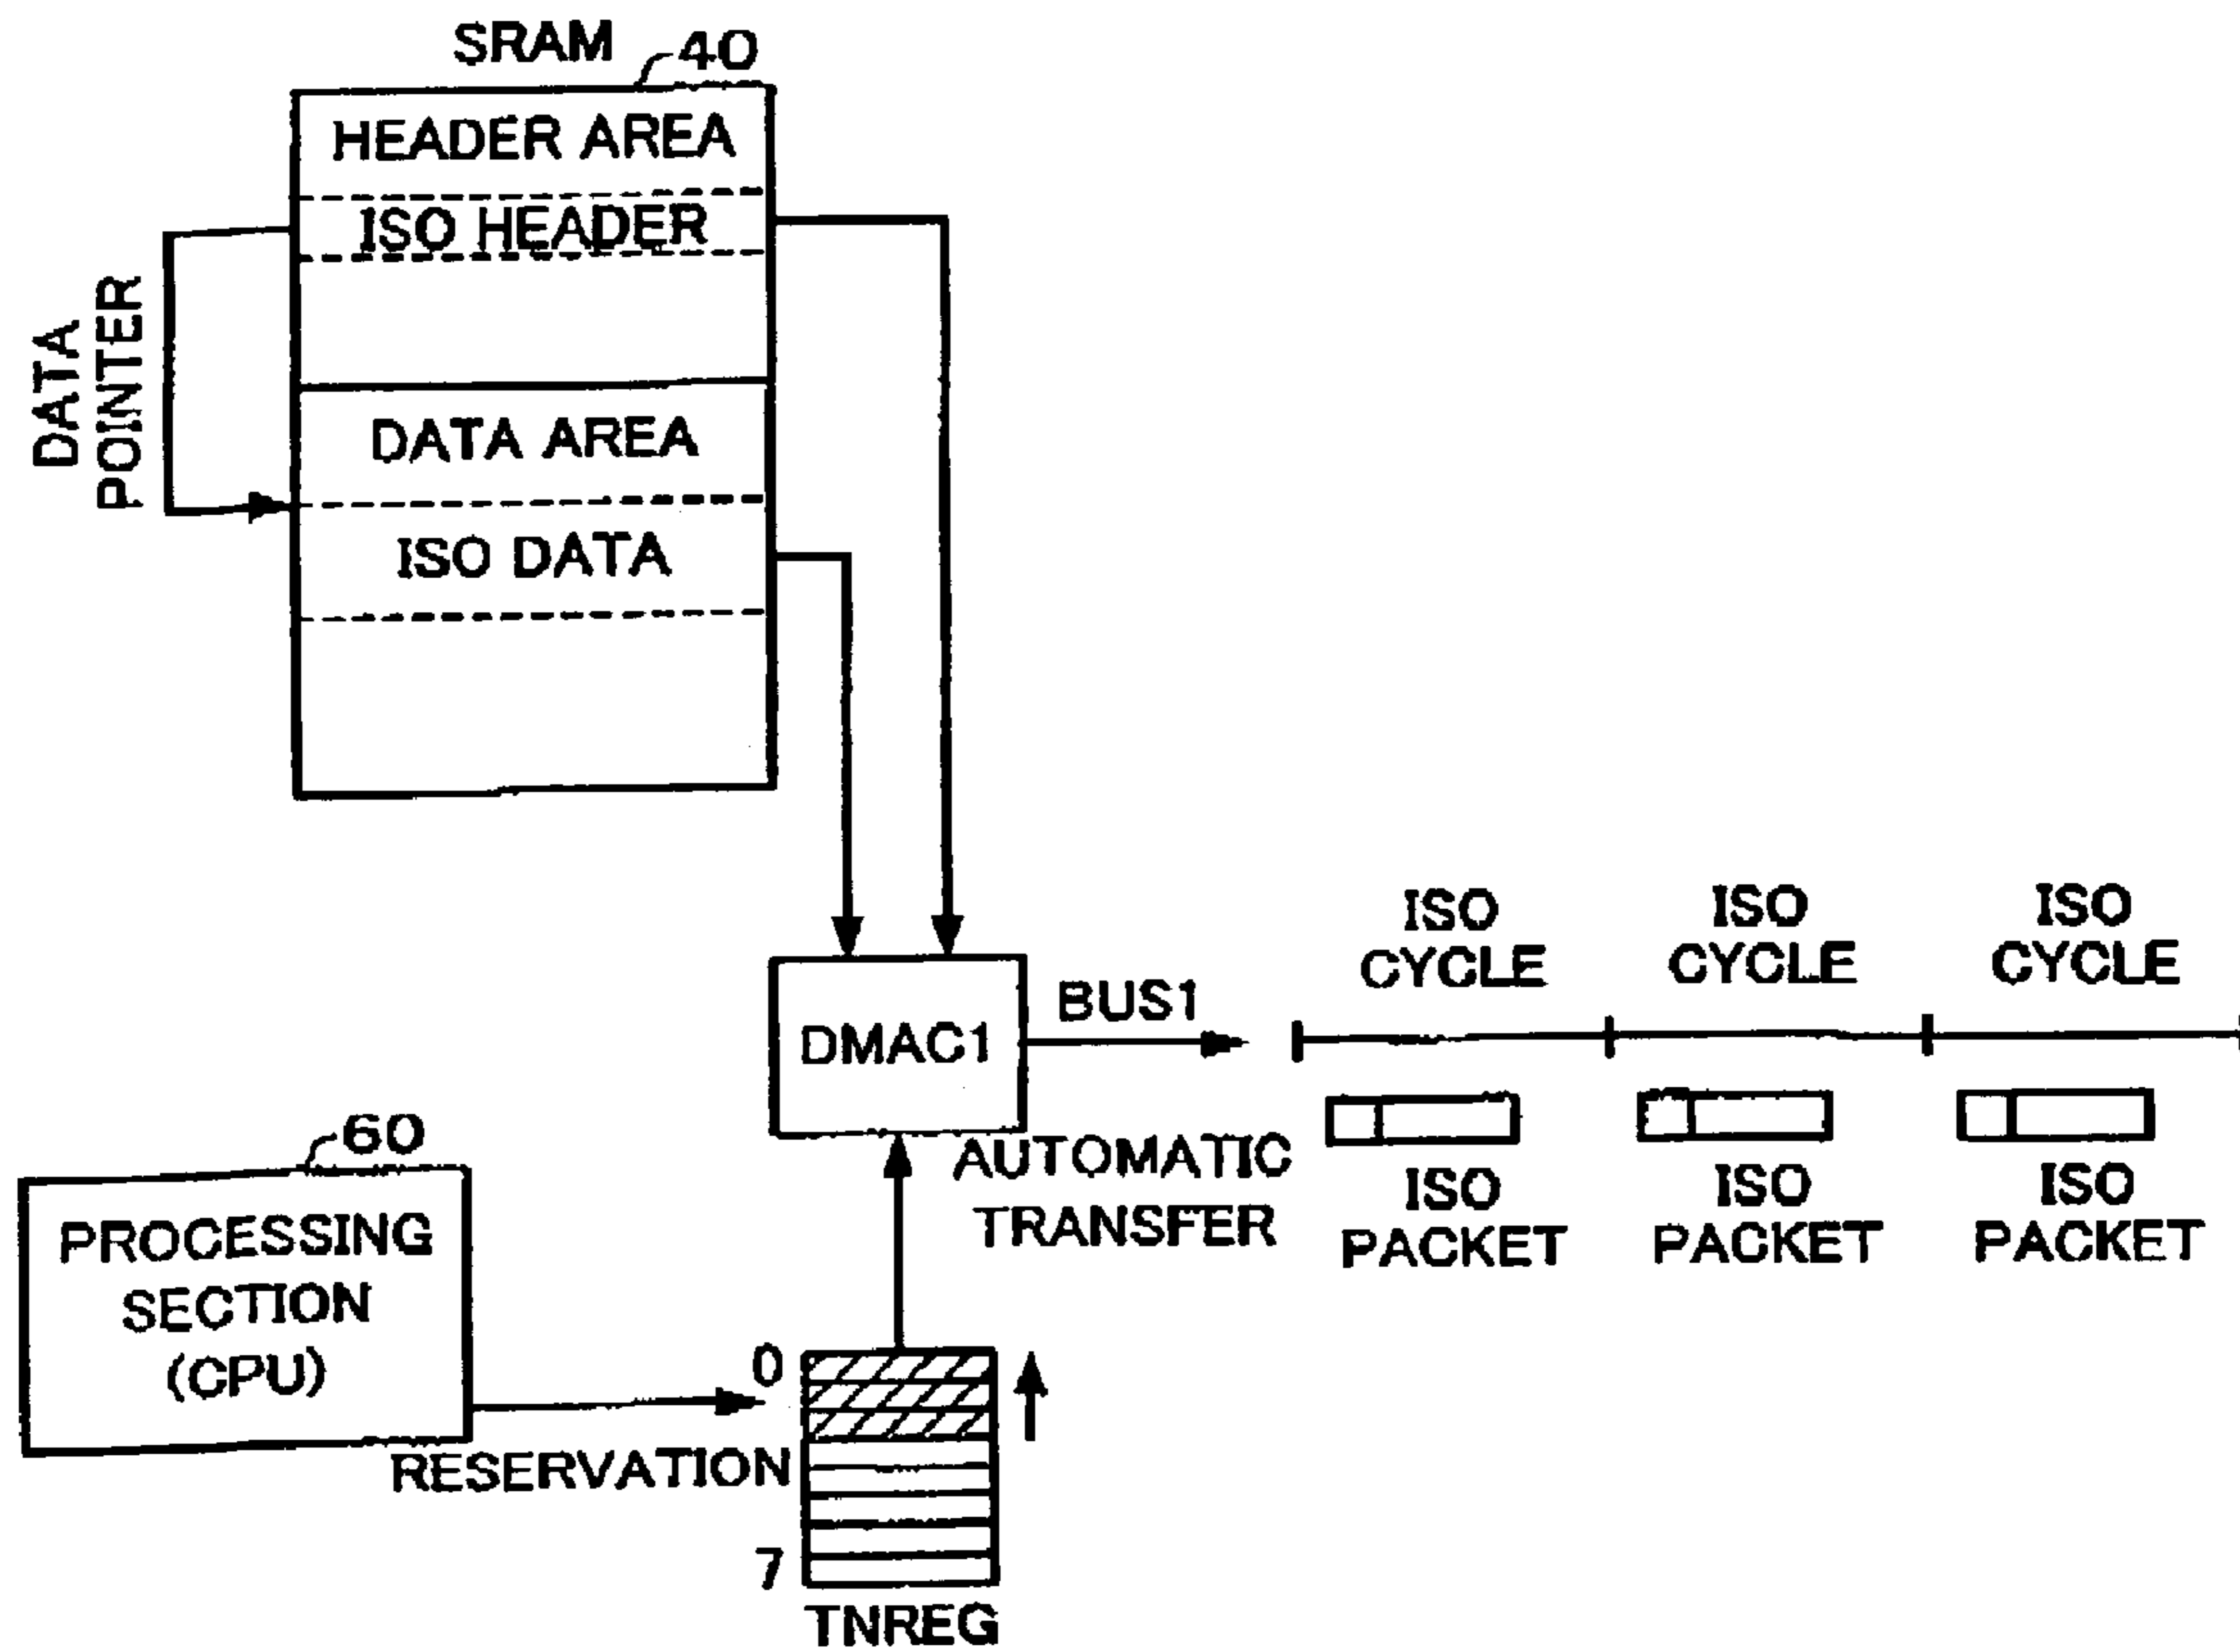 SRAM
40
HEADER AREA
ISO HEADER
DATA
POINTER
DATA AREA
ISO DATA
ISO
CYCLE
ISO
CYCLE
ISO
CYCLE
BUS1
DMAC1
60
AUTOMATIC
TRANSFER
ISO
PACKET
ISO
PACKET
ISO
PACKET
PROCESSING
SECTION
(CPU)
0
RESERVATION
7
TNREG